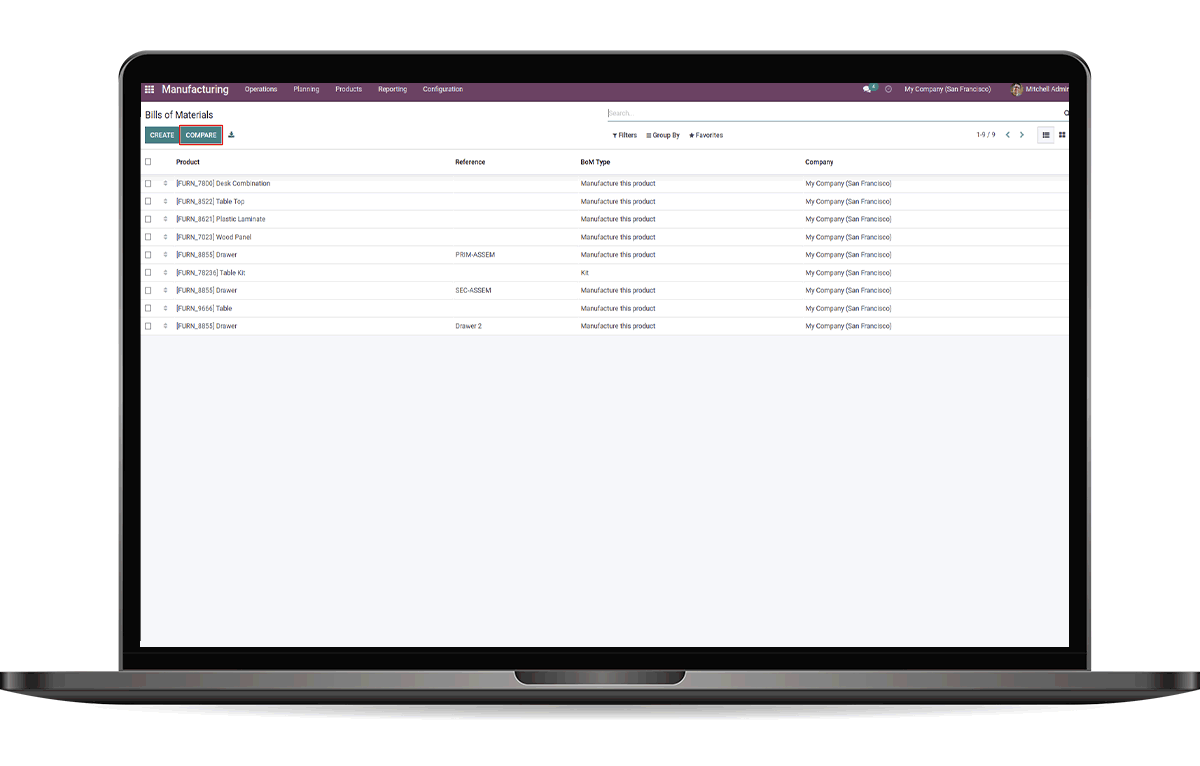 Manufacturing Operations Planning Products Reporting Configuration 4 My Company (San Francisco) Mitchell Admin
Bills of Materials Search...
CREATE COMPARE Filters Group By Favorites 1-9 / 9
Product Reference BoM Type Company
[FURN_7800] Desk Combination Manufacture this product My Company (San Francisco)
[FURN_8522] Table Top Manufacture this product My Company (San Francisco)
[FURN_8621] Plastic Laminate Manufacture this product My Company (San Francisco)
[FURN_7023] Wood Panel Manufacture this product My Company (San Francisco)
[FURN_8855] Drawer PRIM-ASSEM Manufacture this product My Company (San Francisco)
[FURN_78236] Table Kit Kit My Company (San Francisco)
[FURN_8855] Drawer SEC-ASSEM Manufacture this product My Company (San Francisco)
[FURN_9666] Table Manufacture this product My Company (San Francisco)
[FURN_8855] Drawer Drawer 2 Manufacture this product My Company (San Francisco)